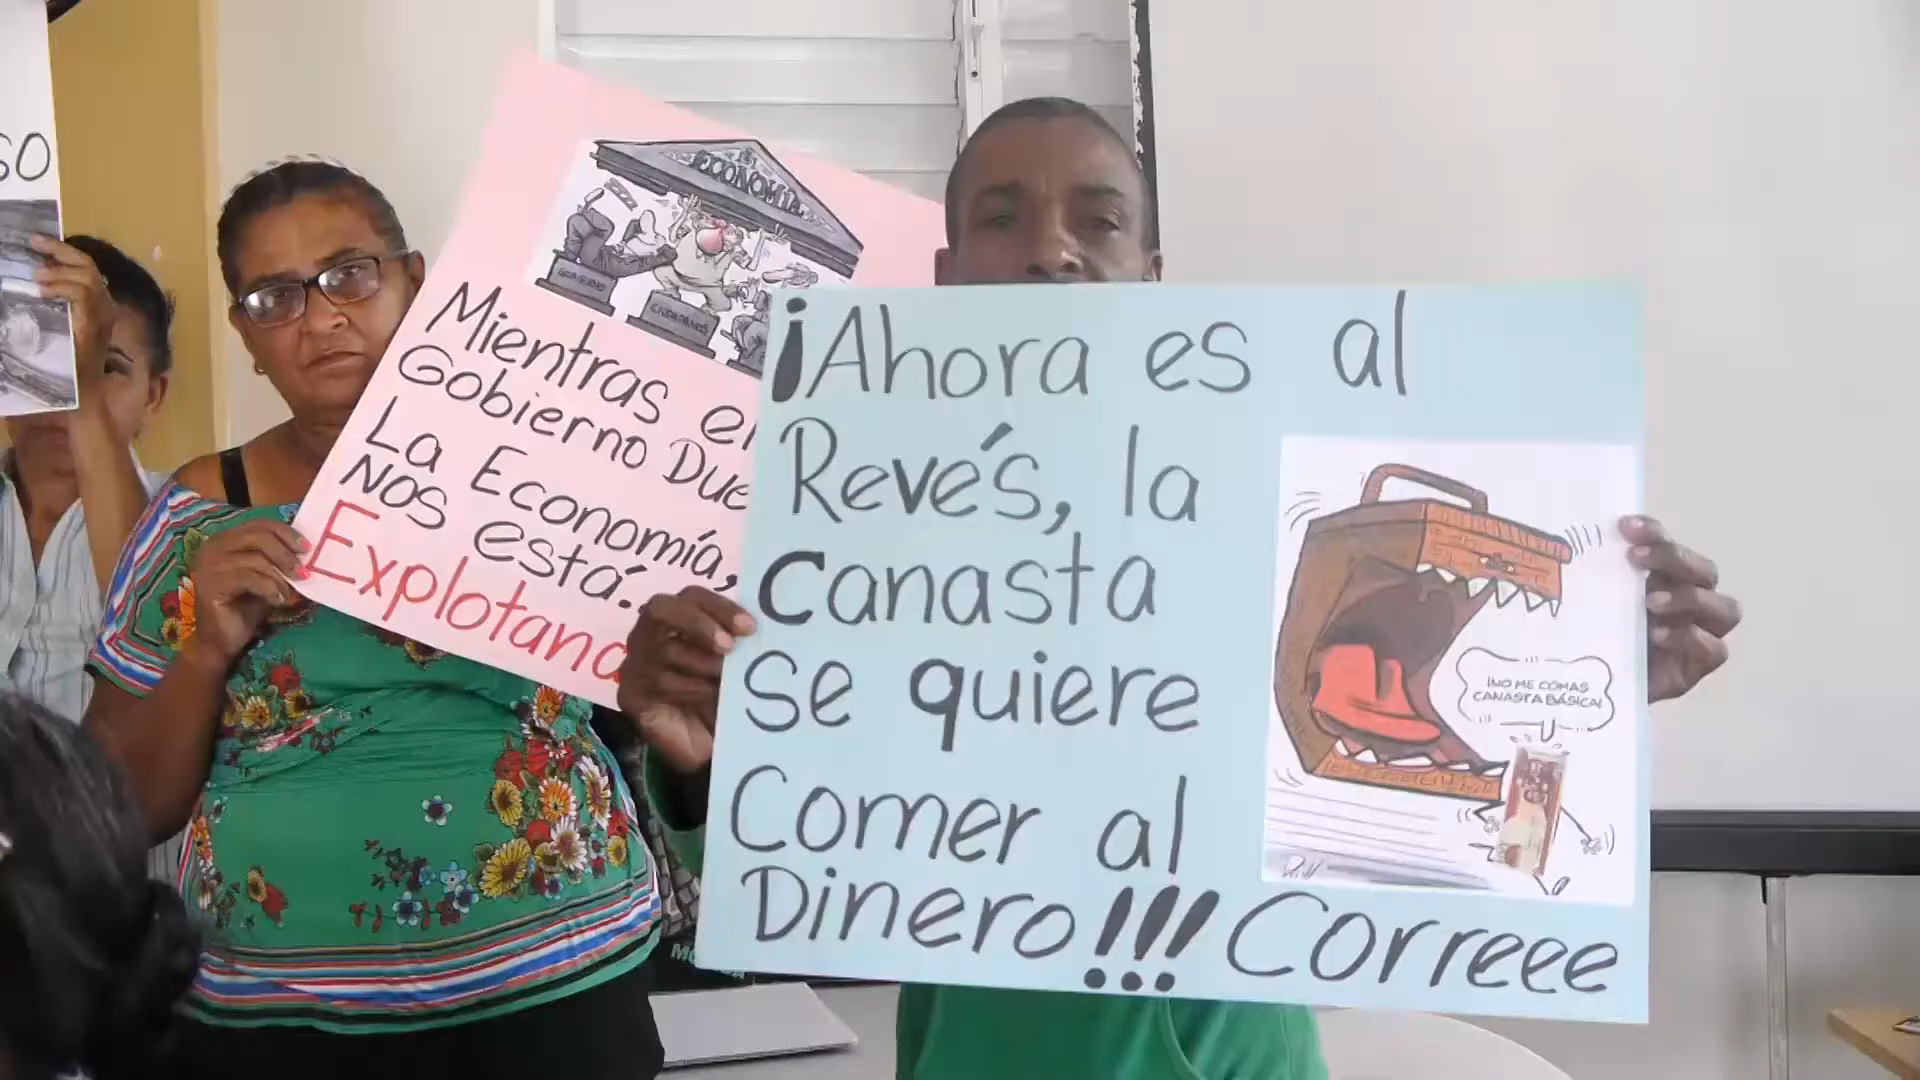 SO
ECONOMÍA
CIUDADANOS
Mientras el
Gobierno Due
La Economía,
Nos está..
Explotand
¡Ahora es al
Revés, la
Canasta
se quiere
Comer al
Dinero!!! Correee
¡NO ME COMAS
CANASTA BÁSICA!